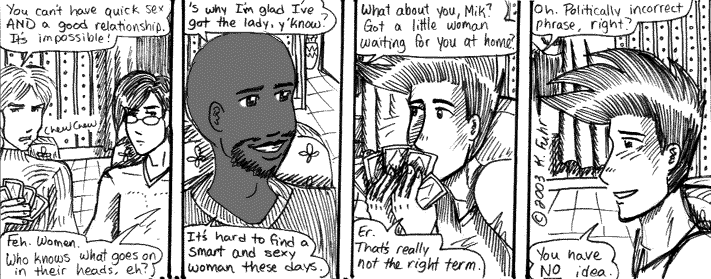 You can't have quick sex
AND a good relationship.
It's impossible!
Chew Chew
Feh. Women.
Who knows what goes on
in their heads, eh?
's why I'm glad I've
got the lady, y'know?
It's hard to find a
smart and sexy
woman these days.
What about you, Mik?
Got a little woman
waiting for you at home?
Er.
That's really
not the right term.
Oh. Politically incorrect
phrase, right?
You have
NO idea.
© 2003 K. Fyhr